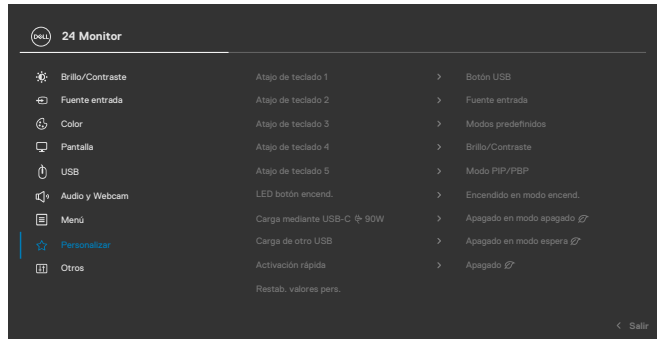 DELL 24 Monitor
Brillo/Contraste Atajo de teclado 1 > Botón USB
Fuente entrada Atajo de teclado 2 > Fuente entrada
Color Atajo de teclado 3 > Modos predefinidos
Pantalla Atajo de teclado 4 > Brillo/Contraste
USB Atajo de teclado 5 > Modo PIP/PBP
Audio y Webcam LED botón encend. > Encendido en modo encend.
Menú Carga mediante USB-C 90W > Apagado en modo apagado
Personalizar Carga de otro USB > Apagado en modo espera
Otros Activación rápida > Apagado
Restab. valores pers.
< Salir